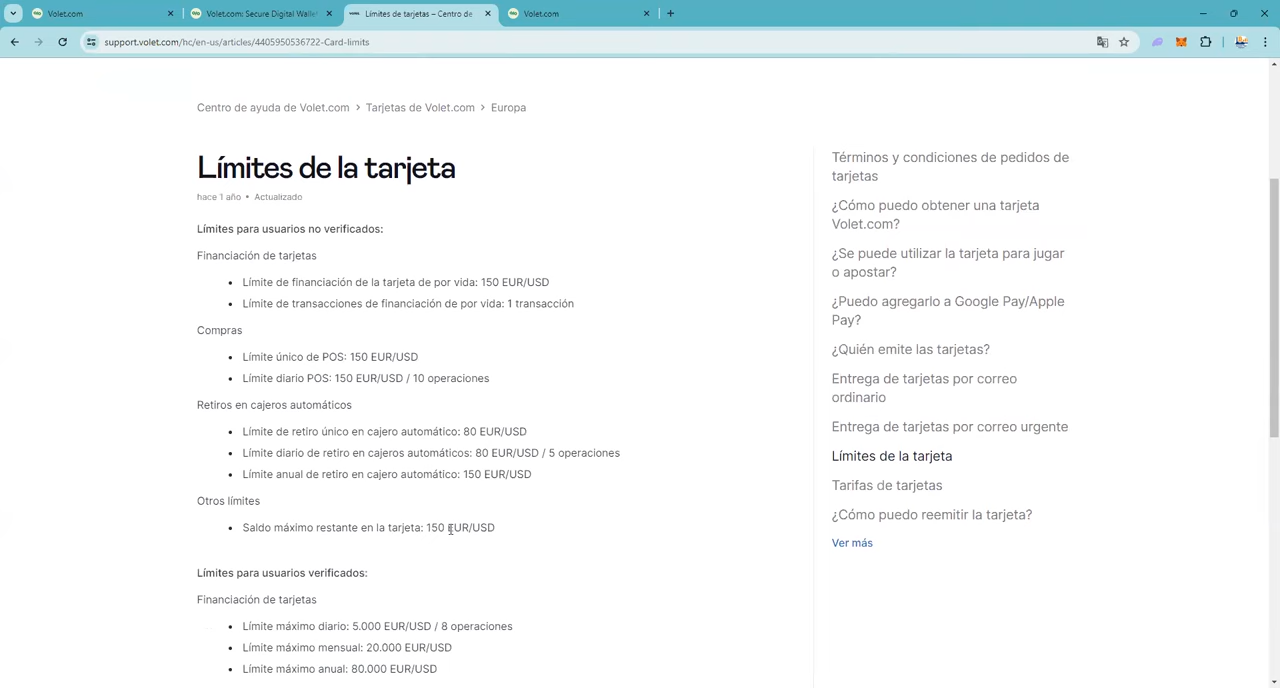 Volet.com
Volet.com: Secure Digital Walle
Límites de tarjetas – Centro de
Volet.com
support.volet.com/hc/en-us/articles/4405950536722-Card-limits
Centro de ayuda de Volet.com > Tarjetas de Volet.com > Europa
Límites de la tarjeta
hace 1 año • Actualizado
Límites para usuarios no verificados:
Financiación de tarjetas
• Límite de financiación de la tarjeta de por vida: 150 EUR/USD
• Límite de transacciones de financiación de por vida: 1 transacción
Compras
• Límite único de POS: 150 EUR/USD
• Límite diario POS: 150 EUR/USD / 10 operaciones
Retiros en cajeros automáticos
• Límite de retiro único en cajero automático: 80 EUR/USD
• Límite diario de retiro en cajeros automáticos: 80 EUR/USD / 5 operaciones
• Límite anual de retiro en cajero automático: 150 EUR/USD
Otros límites
• Saldo máximo restante en la tarjeta: 150 EUR/USD
Límites para usuarios verificados:
Financiación de tarjetas
• Límite máximo diario: 5.000 EUR/USD / 8 operaciones
• Límite máximo mensual: 20.000 EUR/USD
• Límite máximo anual: 80.000 EUR/USD
Términos y condiciones de pedidos de
tarjetas
¿Cómo puedo obtener una tarjeta
Volet.com?
¿Se puede utilizar la tarjeta para jugar
o apostar?
¿Puedo agregarlo a Google Pay/Apple
Pay?
¿Quién emite las tarjetas?
Entrega de tarjetas por correo
ordinario
Entrega de tarjetas por correo urgente
Límites de la tarjeta
Tarifas de tarjetas
¿Cómo puedo reemitir la tarjeta?
Ver más